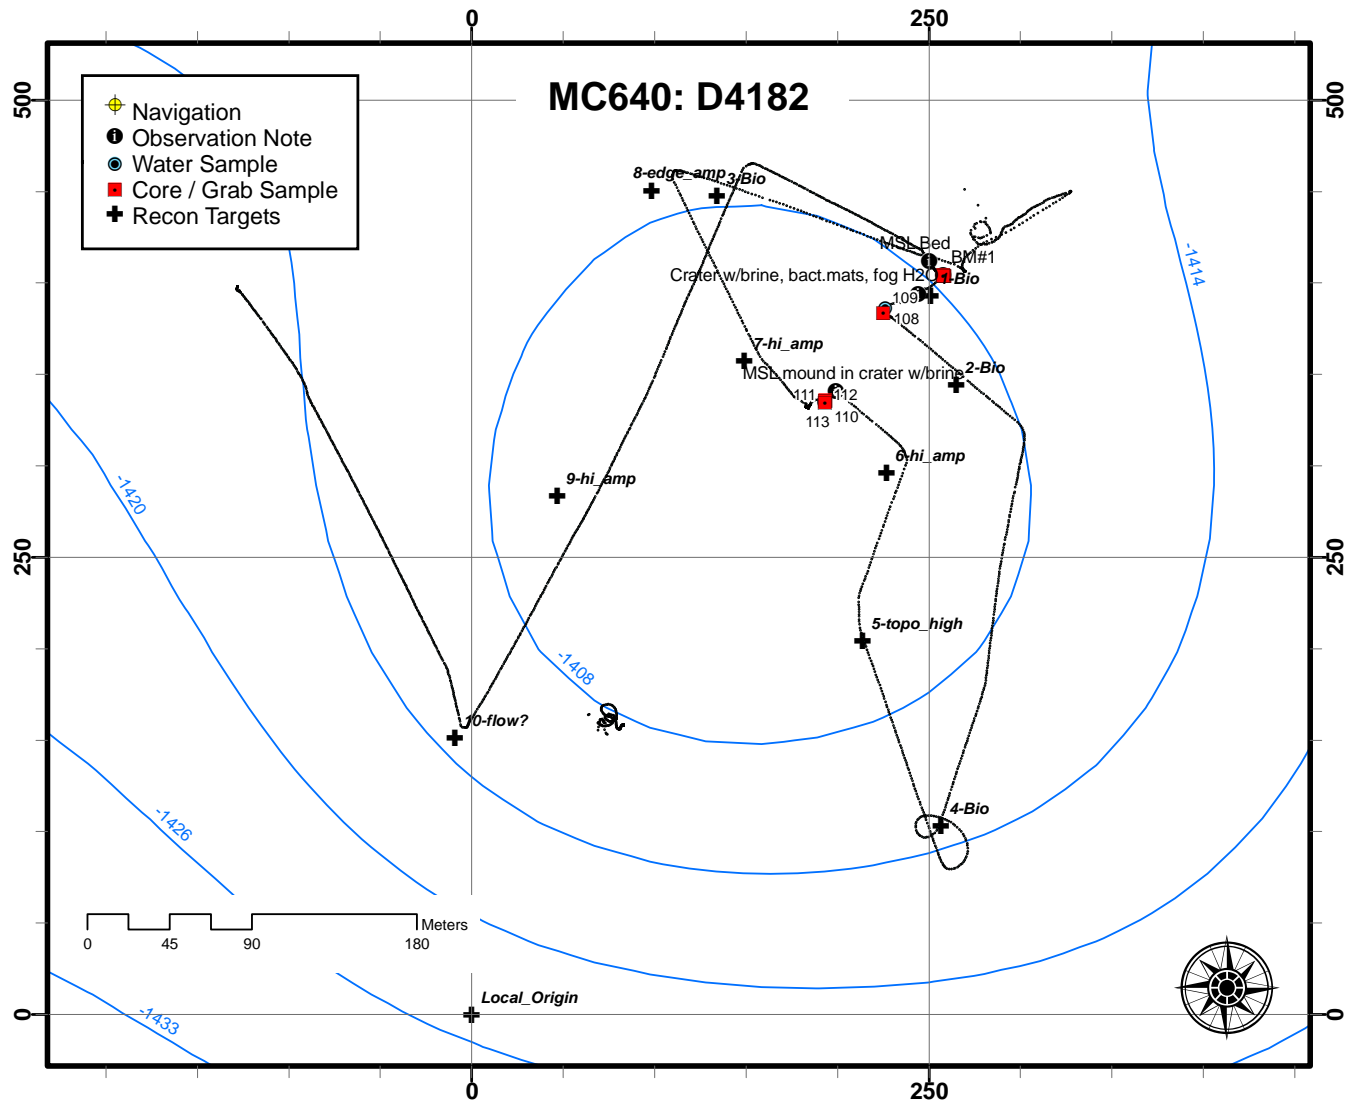 0 250
500 500
MC640: D4182
Navigation
Observation Note
Water Sample
Core / Grab Sample
Recon Targets
8-edge_amp
3-Bio
MSL Bed
BM#1
Crater w/brine, bact.mats, fog H2O
1-Bio
109
108
-1414
7-hi_amp
MSL mound in crater w/brine
2-Bio
111
112
113
110
6-hi_amp
9-hi_amp
-1420
250 250
5-topo_high
-1408
10-flow?
4-Bio
-1426
Meters
0 45 90 180
Local_Origin
-1433
0 0
0 250